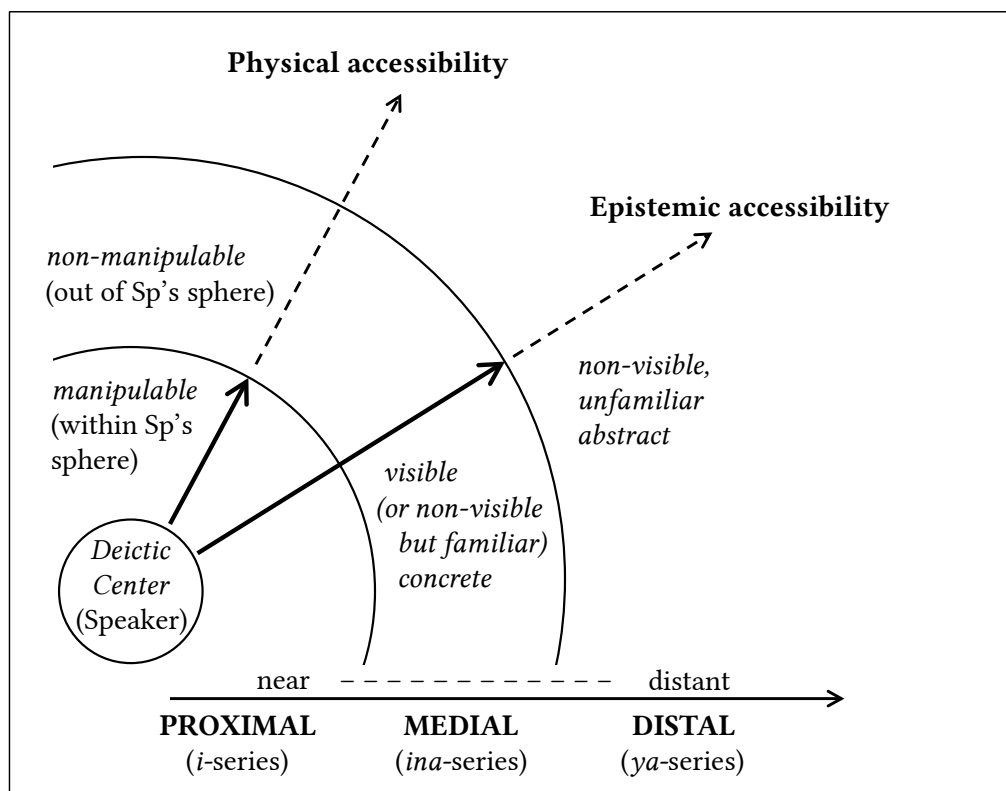 Physical accessibility
Epistemic accessibility
non-manipulable
(out of Sp’s sphere)
manipulable
(within Sp’s
sphere)
non-visible,
unfamiliar
abstract
visible
(or non-visible
but familiar)
concrete
Deictic
Center
(Speaker)
near distant
PROXIMAL MEDIAL DISTAL
(i-series) (ina-series) (ya-series)